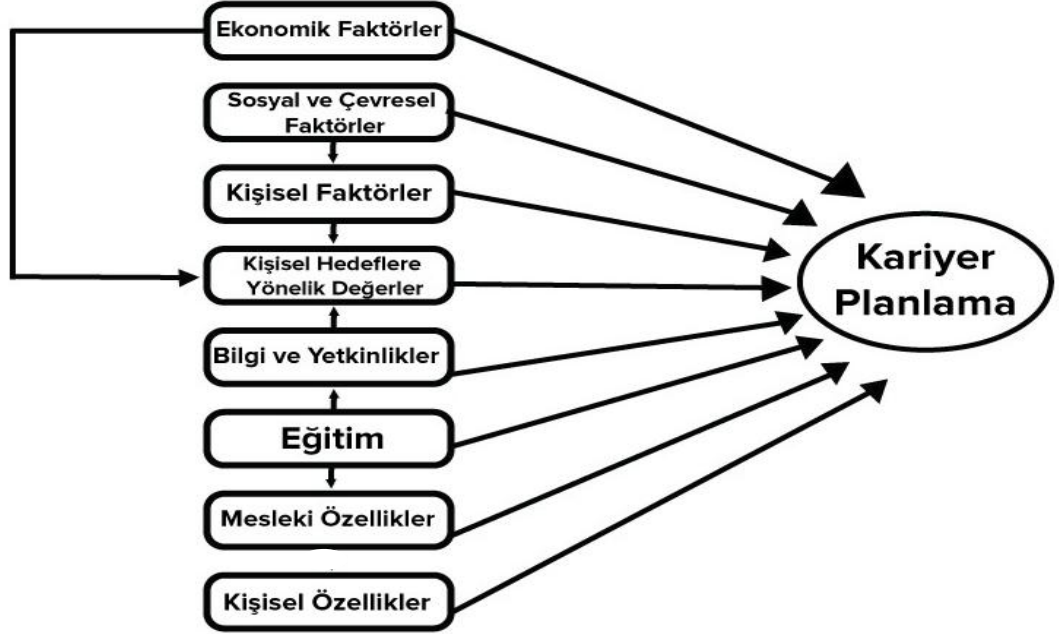 Ekonomik Faktörler
Sosyal ve Çevresel
Faktörler
Kişisel Faktörler
Kişisel Hedeflere
Yönelik Değerler
Bilgi ve Yetkinlikler
Eğitim
Mesleki Özellikler
Kişisel Özellikler
Kariyer
Planlama